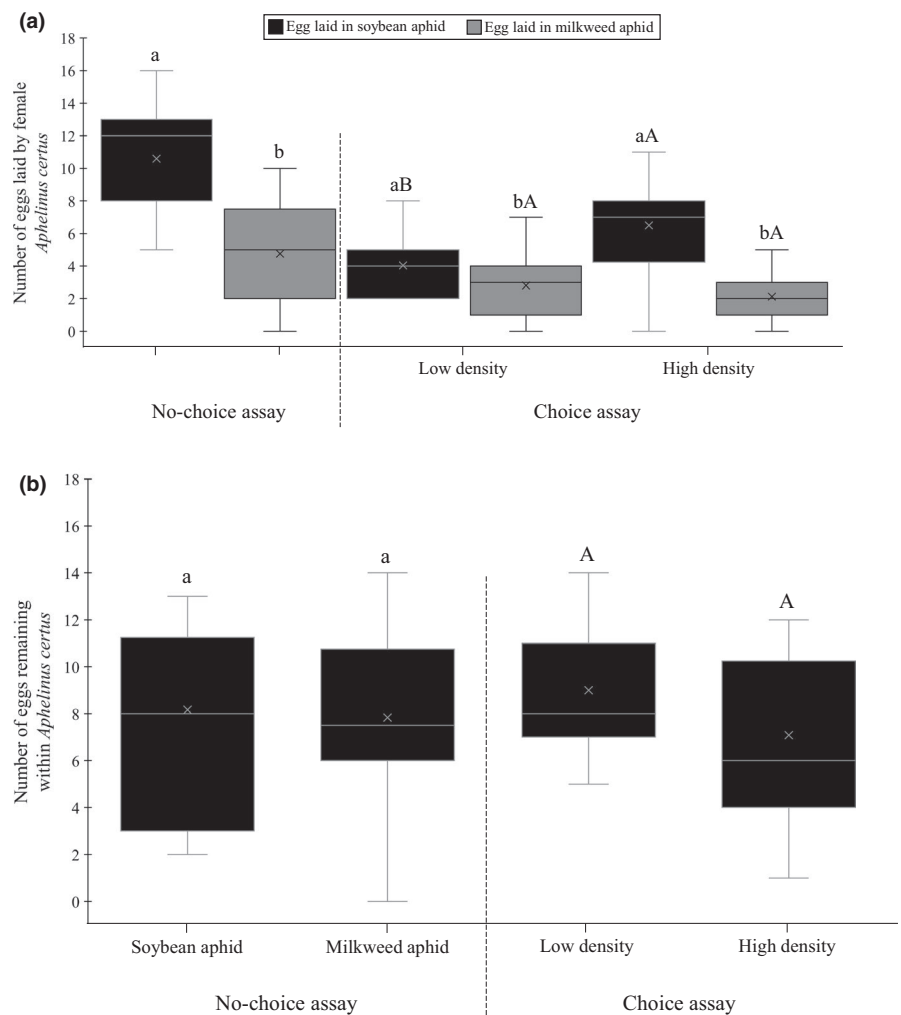 (a)
Egg laid in soybean aphid Egg laid in milkweed aphid
Number of eggs laid by female
Aphelinus certus
18
16
14
12
10
8
6
4
2
0
a
b
aB
bA
aA
bA
Low density High density
No-choice assay Choice assay
(b)
Number of eggs remaining
within Aphelinus certus
18
16
14
12
10
8
6
4
2
0
a
a
A
A
Soybean aphid Milkweed aphid Low density High density
No-choice assay Choice assay